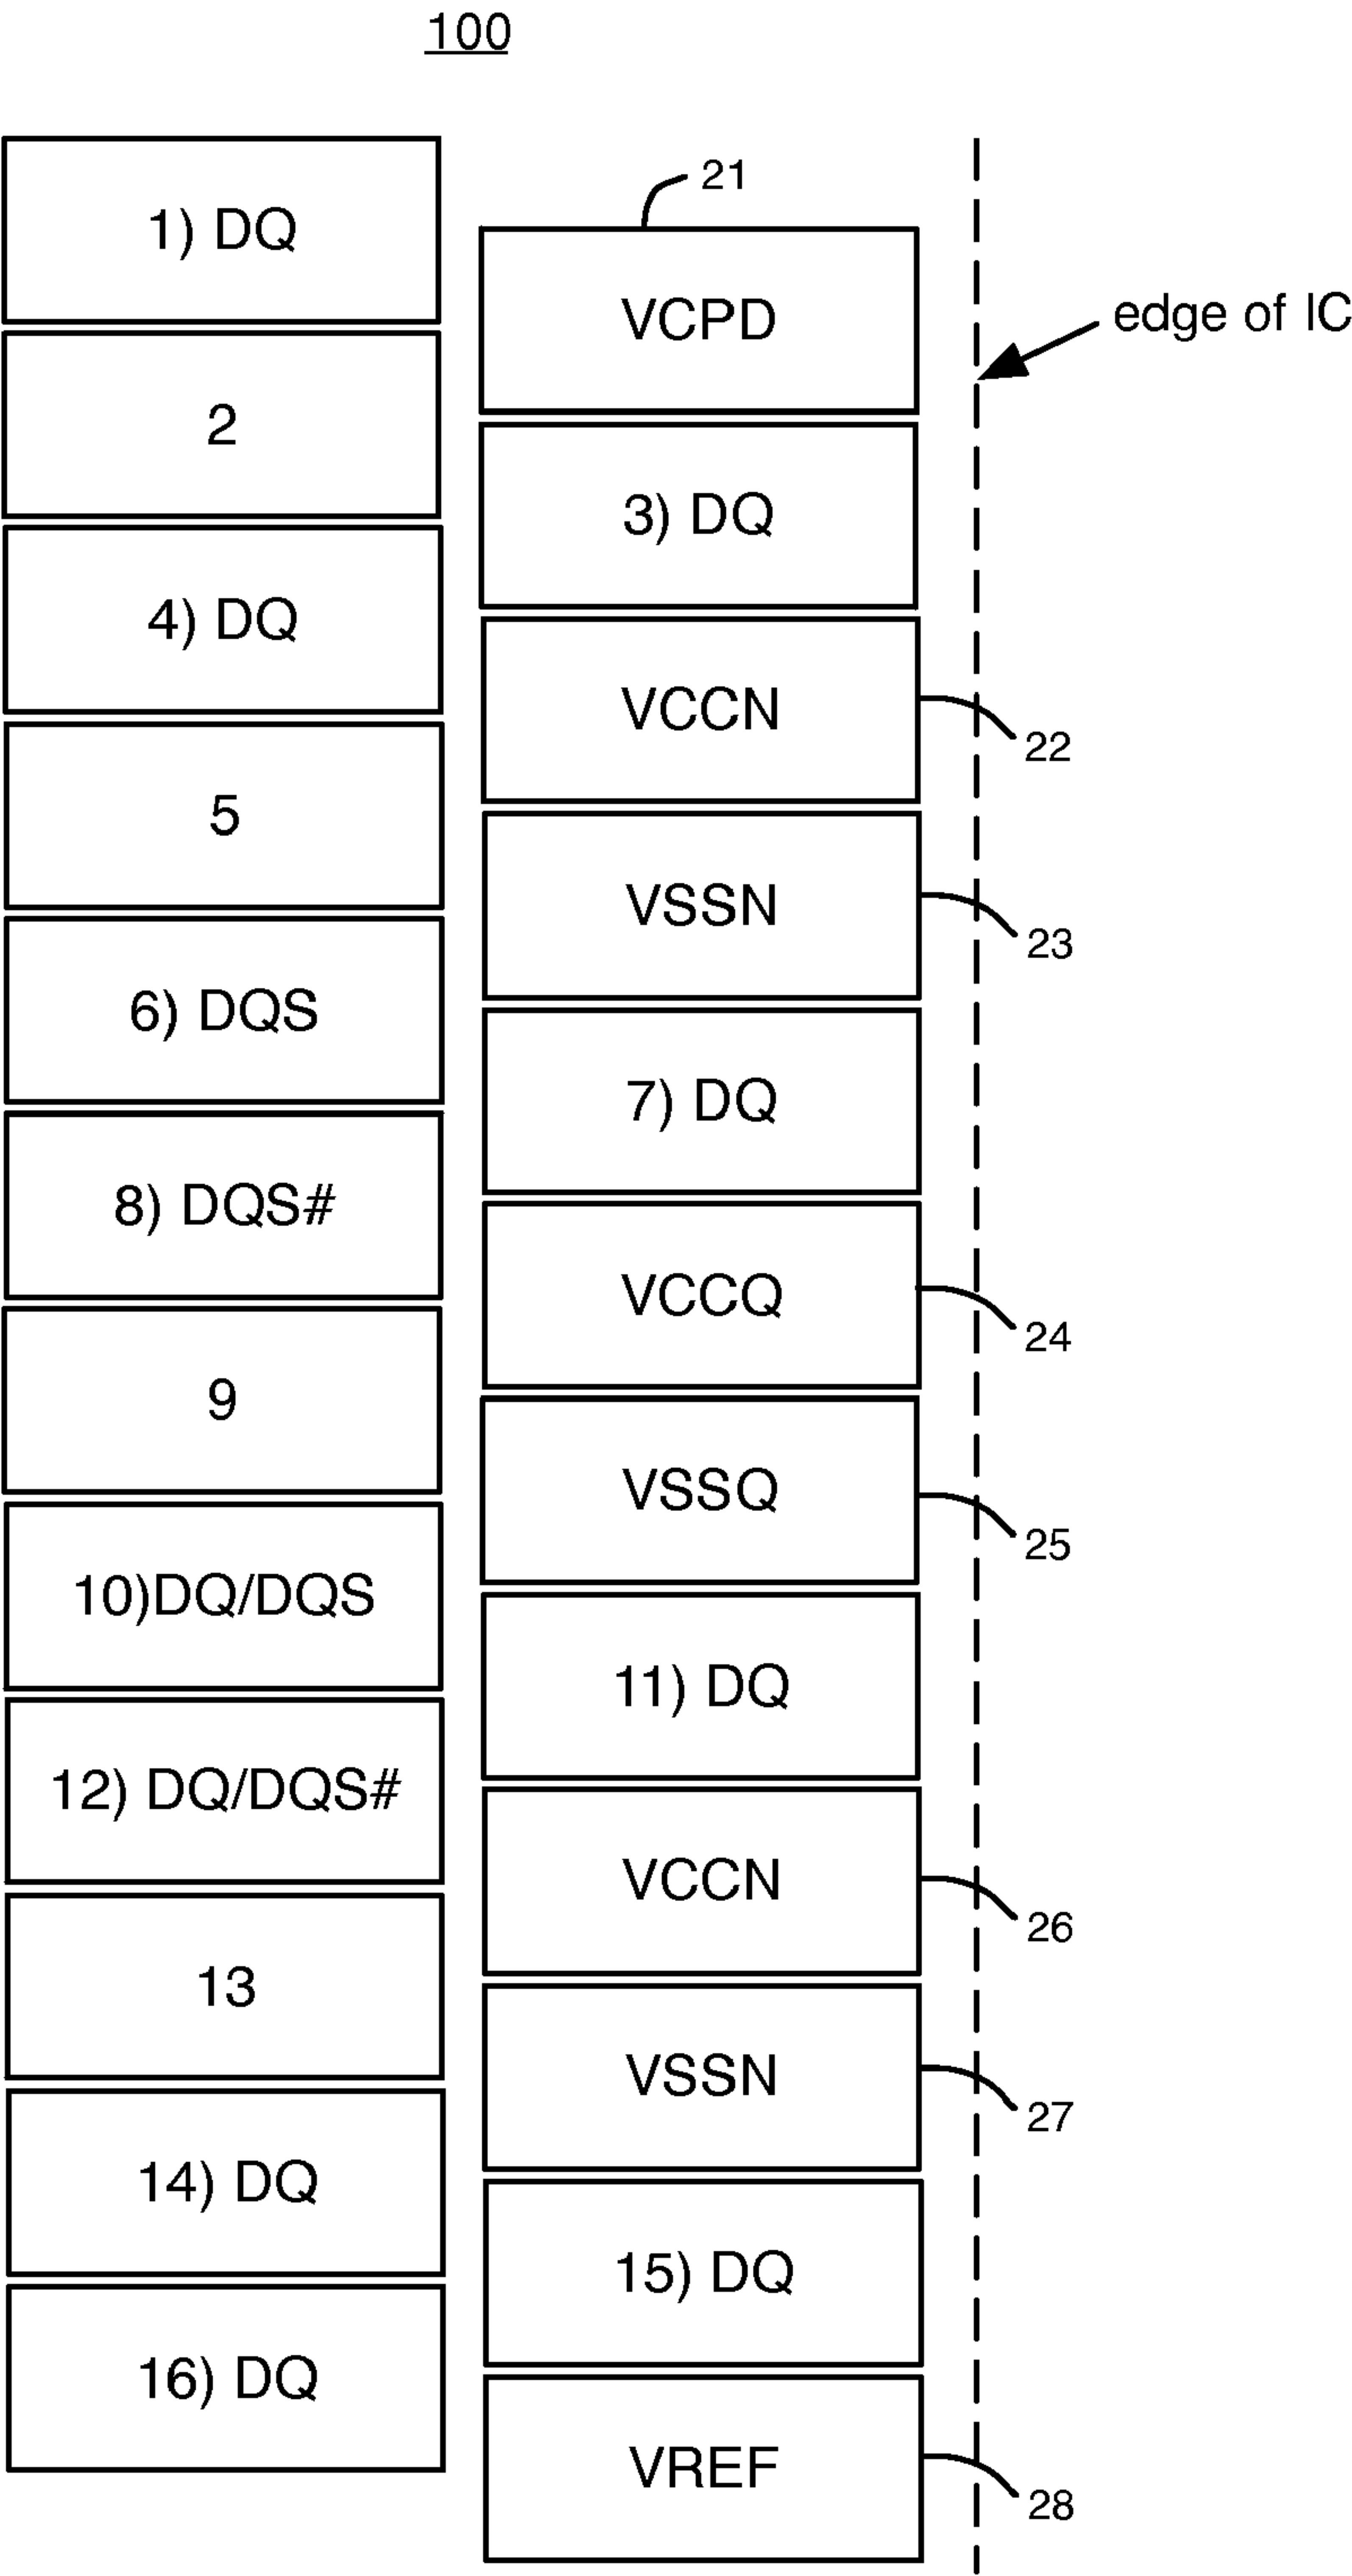 100
1) DQ
21
VCPD
edge of IC
2
3) DQ
4) DQ
VCCN
22
5
VSSN
23
6) DQS
7) DQ
8) DQS#
VCCQ
24
9
VSSQ
25
10)DQ/DQS
11) DQ
12) DQ/DQS#
VCCN
26
13
VSSN
27
14) DQ
15) DQ
16) DQ
VREF
28